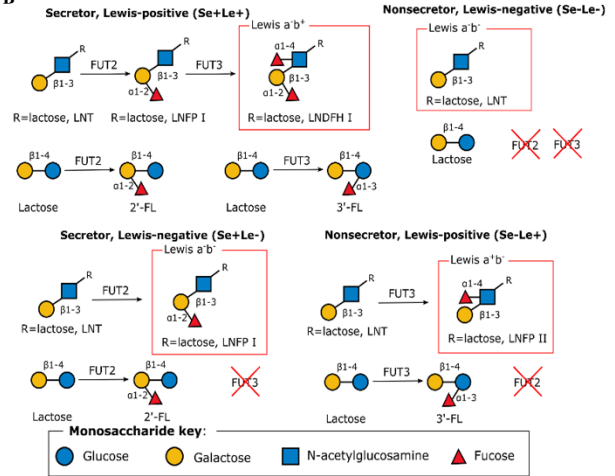 B
Secretor, Lewis-positive (Se+Le+)
Lewis a-b+
R
β1-3
FUT2
R
β1-3
α1-2
FUT3
R
α1-4
β1-3
α1-2
R=lactose, LNT
R=lactose, LNFP I
R=lactose, LNDFH I
β1-4
FUT2
β1-4
α1-2
Lactose
2'-FL
β1-4
FUT3
β1-4
α1-3
Lactose
3'-FL
Nonsecretor, Lewis-negative (Se-Le-)
Lewis a-b-
R
β1-3
R=lactose, LNT
β1-4
Lactose
FUT2
FUT3
Secretor, Lewis-negative (Se+Le-)
Lewis a-b-
R
β1-3
FUT2
R
β1-3
α1-2
R=lactose, LNT
R=lactose, LNFP I
β1-4
FUT2
β1-4
α1-2
FUT3
Lactose
2'-FL
Nonsecretor, Lewis-positive (Se-Le+)
Lewis a+b-
R
β1-3
FUT3
R
α1-4
β1-3
R=lactose, LNT
R=lactose, LNFP II
β1-4
FUT3
β1-4
α1-3
FUT2
Lactose
3'-FL
Monosaccharide key:
Glucose
Galactose
N-acetylglucosamine
Fucose